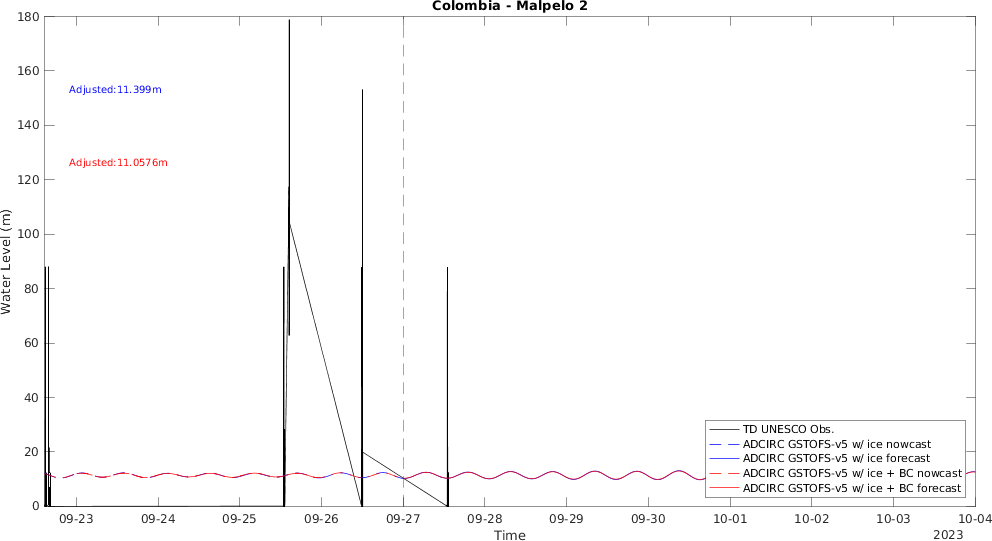 Colombia - Malpelo 2
180
160
140
120
100
80
60
40
20
0
Water Level (m)
Adjusted:11.399m
Adjusted:11.0576m
TD UNESCO Obs.
ADCIRC GSTOFS-v5 w/ ice nowcast
ADCIRC GSTOFS-v5 w/ ice forecast
ADCIRC GSTOFS-v5 w/ ice + BC nowcast
ADCIRC GSTOFS-v5 w/ ice + BC forecast
09-23 09-24 09-25 09-26 09-27 09-28 09-29 09-30 10-01 10-02 10-03 10-04
Time
2023